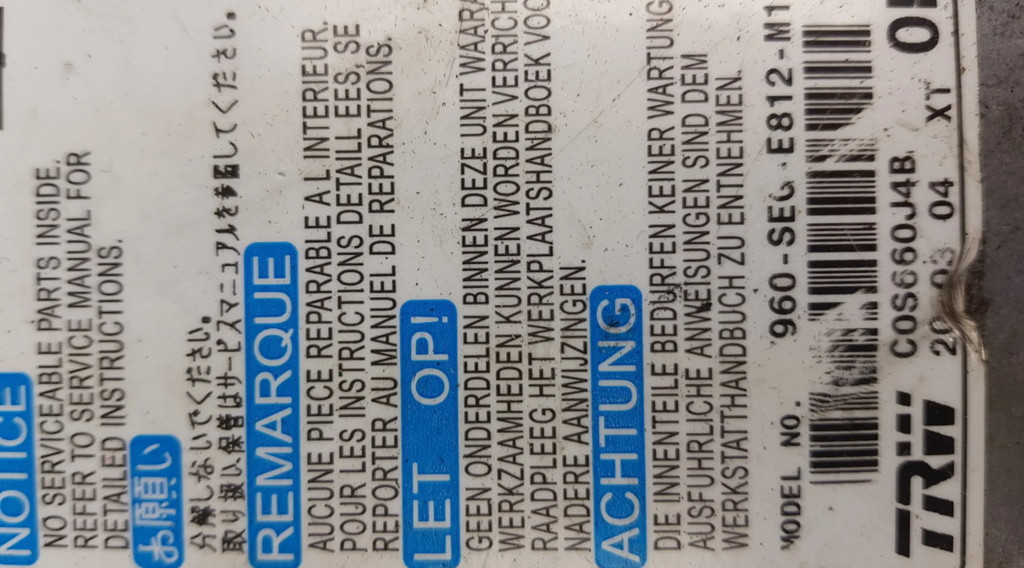 NOTICE
NO SERVICEABLE PARTS INSIDE.
REFER TO SERVICE MANUAL FOR
DETAILED INSTRUCTIONS.
お願い
分解しないでください。
取り扱い、保管はサービスマニュアルを参照してください。
REMARQUE
AUCUNE PIECE REPARABLE A L INTERIEUR.
POUR LES INSTRUCTIONS DETAILLEES, SE
REPORTER AU MANUEL DE REPARATIONS.
LET OP!
GEEN ONDERDELEN BINNEN DEZE UNIT WAARA
WERKZAAMHEDEN KUNNEN WORDEN VERRICH
RAADPLEEG HET WERKPLAATSHANDBOEK VOO
NADERE AANWIJZINGEN.
ACHTUNG
DIE INNENTEILE BEDURFEN KEINER WARTUNG
AUSFUHRLICHE ANWEISUNGEN SIND DEM
WERKSTATTHANDBUCH ZU ENTNEHMEN.
MODEL NO. 960-SEG-E812-M1
TRW
C0S660J4B
04 XT